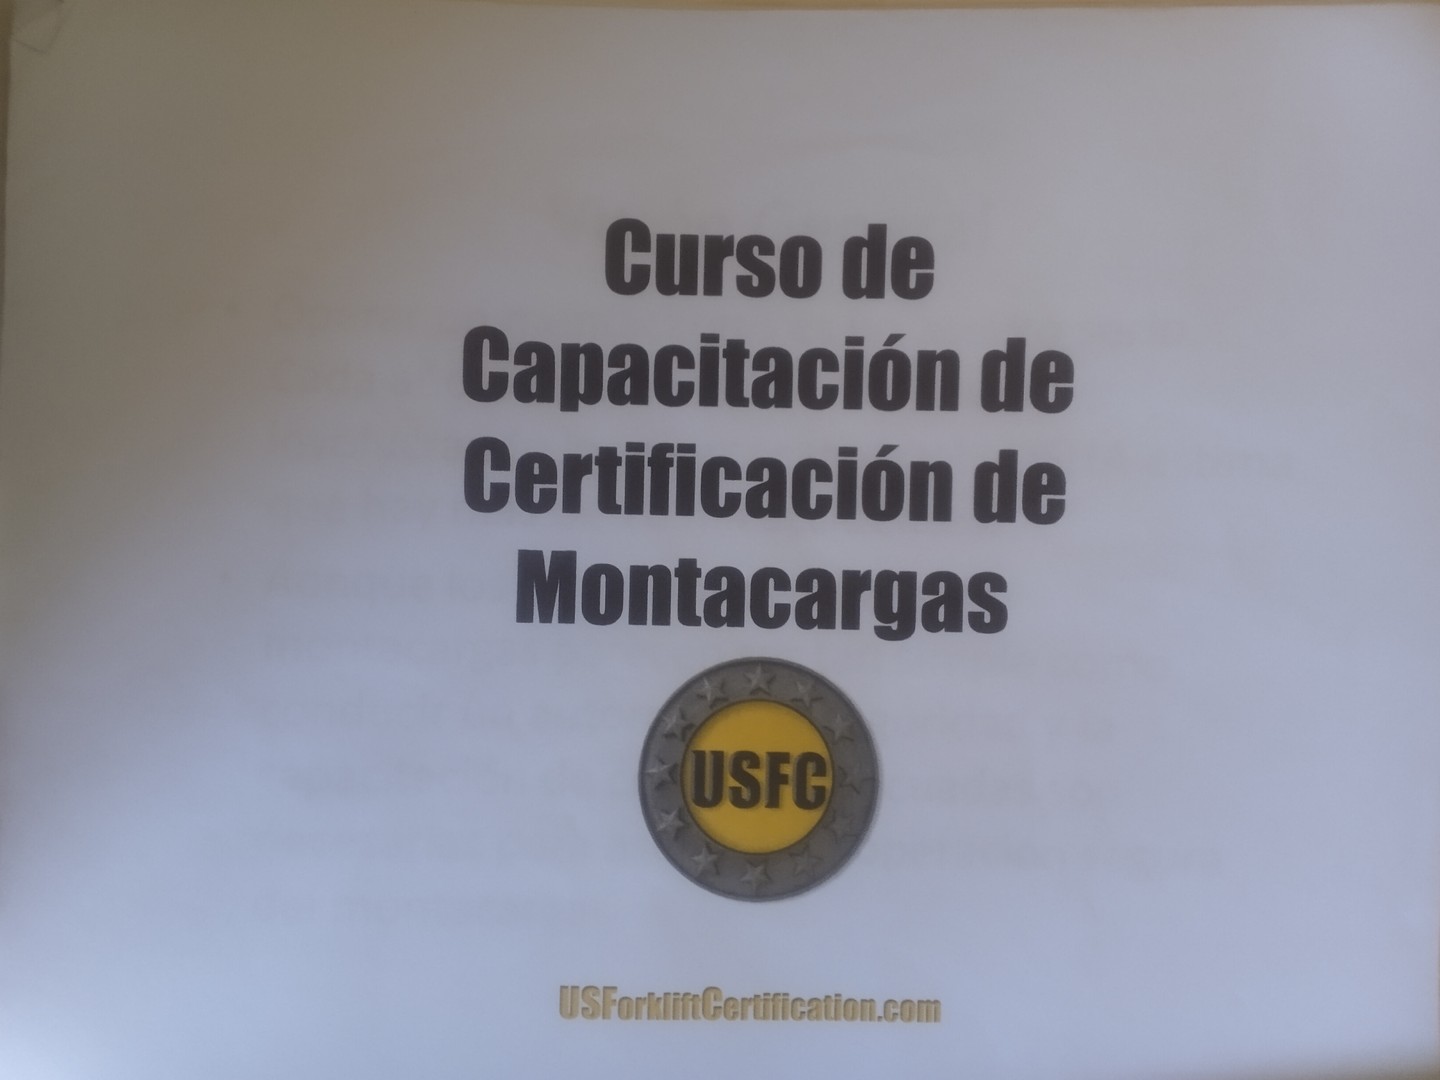 Curso de
Capacitación de
Certificación de
Montacargas
USFC
USForkliftCertification.com